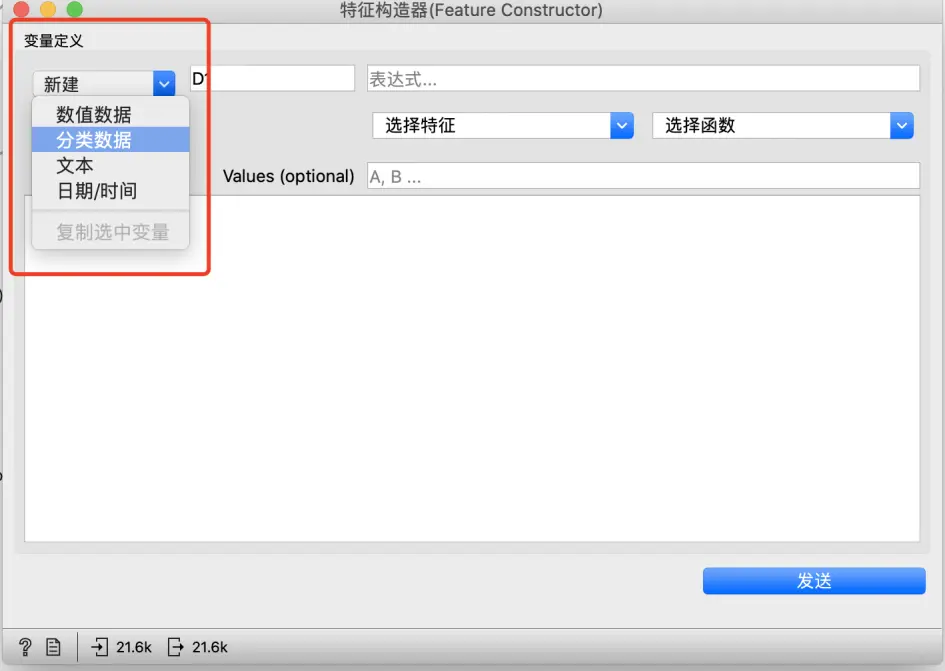 特征构造器(Feature Constructor)
变量定义
新建
D1
表达式...
数值数据
分类数据
文本
日期/时间
复制选中变量
选择特征
选择函数
Values (optional)
A, B ...
发送
? 21.6k 21.6k